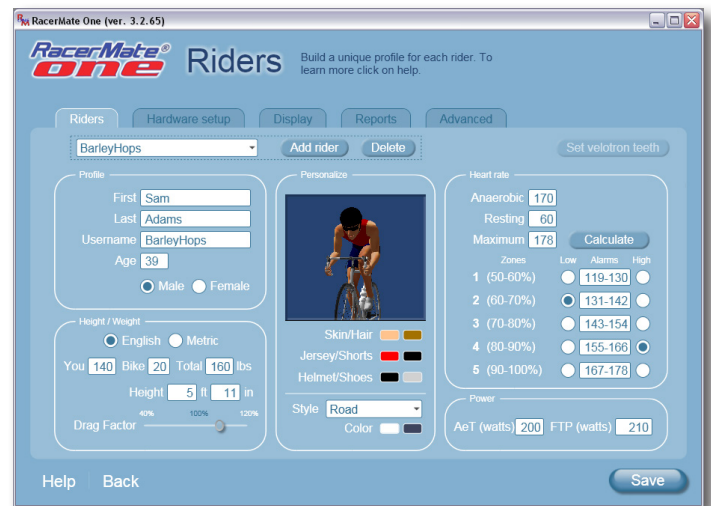 RM RacerMate One (ver. 3.2.65)
RacerMate® one
Riders
Build a unique profile for each rider. To
learn more click on help.
Riders Hardware setup Display Reports Advanced
BarleyHops Add rider Delete Set velotron teeth
Profile
First Sam
Last Adams
Username BarleyHops
Age 39
Male Female
Height / Weight
English Metric
You 140 Bike 20 Total 160 lbs
Height 5 ft 11 in
40% 100% 120%
Drag Factor
Personalize
Skin/Hair
Jersey/Shorts
Helmet/Shoes
Style Road
Color
Heart rate
Anaerobic 170
Resting 60
Maximum 178 Calculate
Zones Low Alarms High
1 (50-60%) 119-130
2 (60-70%) 131-142
3 (70-80%) 143-154
4 (80-90%) 155-166
5 (90-100%) 167-178
Power
AeT (watts) 200 FTP (watts) 210
Help Back Save